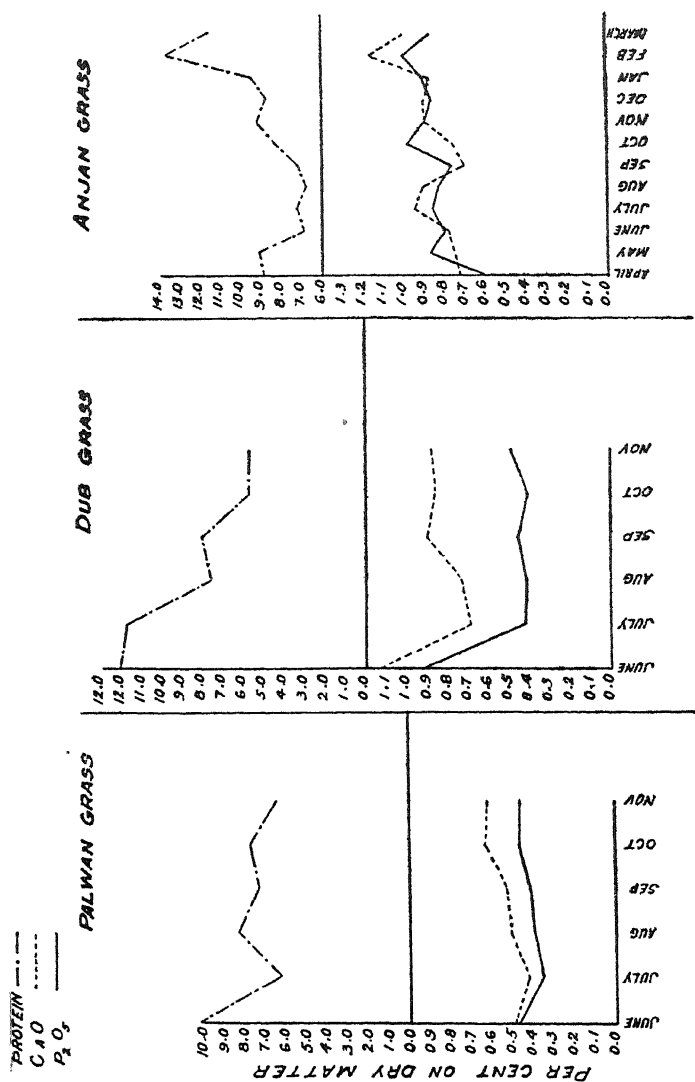 PROTEIN
CAO
P₂O₅
PALWAN GRASS
DUB GRASS
ANJAN GRASS
PER CENT ON DRY MATTER
10.0
9.0
8.0
7.0
6.0
5.0
4.0
3.0
2.0
1.0
0.0
0.9
0.8
0.7
0.6
0.5
0.4
0.3
0.2
0.1
0.0
JUNE
JULY
AUG
SEP
OCT
NOV
12.0
12.0
11.0
10.0
9.0
8.0
7.0
6.0
5.0
4.0
3.0
2.0
1.0
0.0
1.1
1.0
0.9
0.8
0.7
0.6
0.5
0.4
0.3
0.2
0.1
0.0
JUNE
JULY
AUG
SEP
OCT
NOV
14.0
13.0
12.0
11.0
10.0
9.0
8.0
7.0
6.0
1.3
1.2
1.1
1.0
0.9
0.8
0.7
0.6
0.5
0.4
0.3
0.2
0.1
0.0
APRIL
MAY
JUNE
JULY
AUG
SEP
OCT
NOV
DEC
JAN
FEB
MARCH